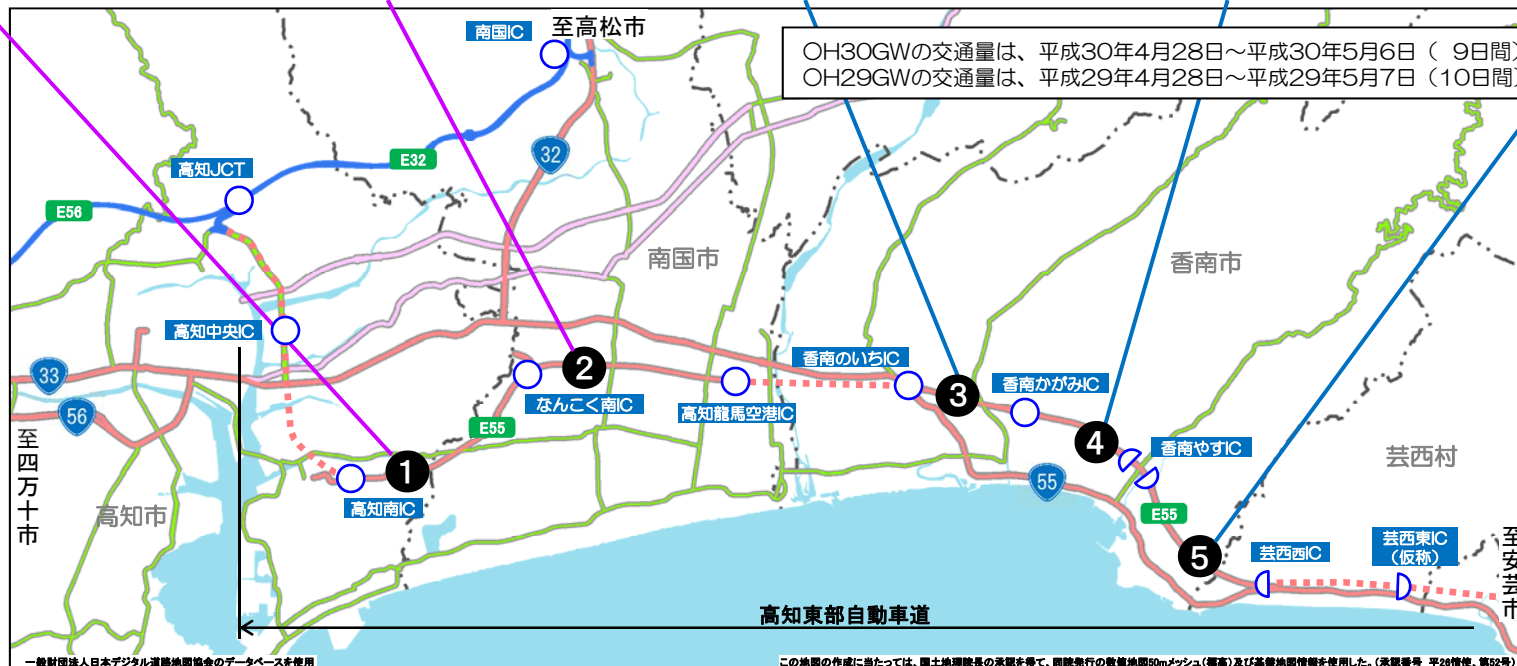 南国IC
至高松市
○H30GWの交通量は、平成30年4月28日～平成30年5月6日（ 9日間）
○H29GWの交通量は、平成29年4月28日～平成29年5月7日（10日間）
高知JCT
E32
32
E56
南国市
香南市
高知中央IC
33
56
香南のいちIC
2
なんこく南IC
高知龍馬空港IC
3
香南かがみIC
4
香南やすIC
E55
1
高知南IC
55
芸西村
至四万十市
高知市
E55
5
芸西西IC
芸西東IC
（仮称）
至安芸市
高知東部自動車道
一般財団法人日本デジタル道路地図協会のデータベースを使用
この地図の作成に当たっては、国土地理院長の承認を得て、同院発行の数値地図50mメッシュ(標高)及び基盤地図情報を使用した。(承認番号 平26情使、第52号)